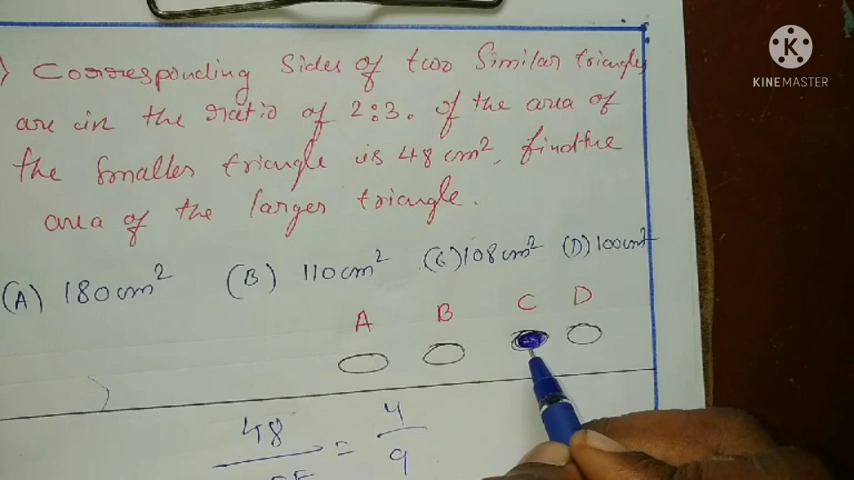 K
KINEMASTER
) Corresponding Sides of two Similar triangles
are in the ratio of 2:3. If the area of
the Smaller triangle is 48 cm², find the
area of the larger triangle.
(A) 180 cm² (B) 110 cm² (C) 108 cm² (D) 100 cm²
A B C D
48 = 4
9